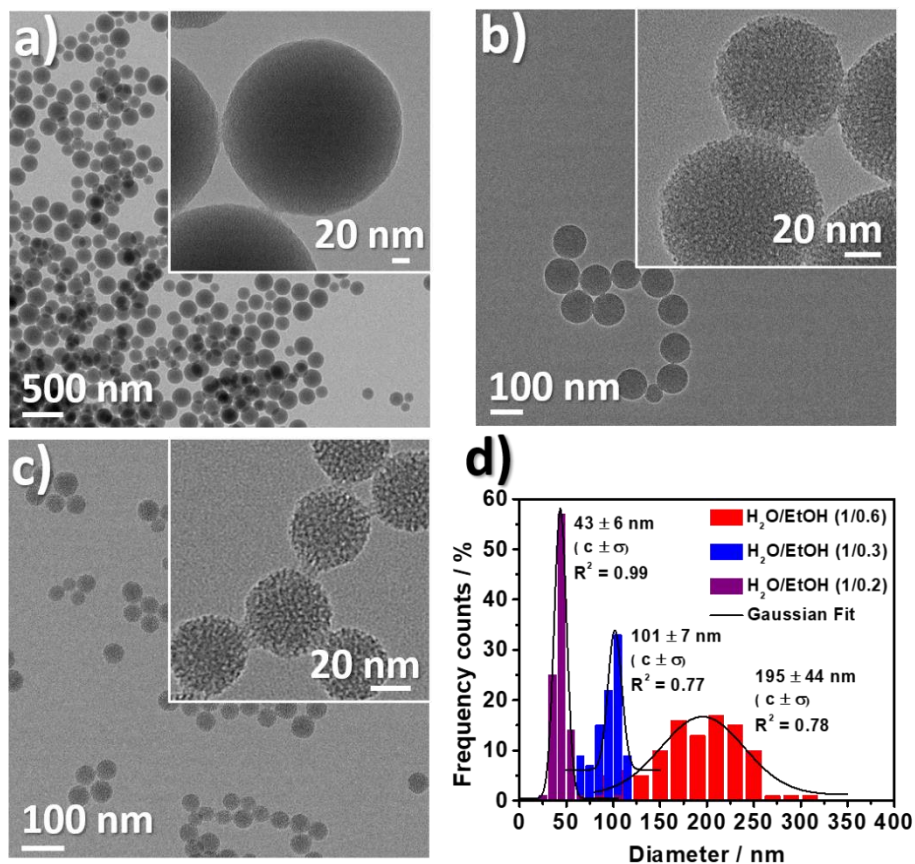 a)
20 nm
500 nm
b)
20 nm
100 nm
c)
20 nm
100 nm
d)
Frequency counts / %
60
50
40
30
20
10
0
H₂O/EtOH (1/0.6)
H₂O/EtOH (1/0.3)
H₂O/EtOH (1/0.2)
Gaussian Fit
43 ± 6 nm
( c ± σ)
R² = 0.99
101 ± 7 nm
( c ± σ)
R² = 0.77
195 ± 44 nm
( c ± σ)
R² = 0.78
0 50 100 150 200 250 300 350 400
Diameter / nm